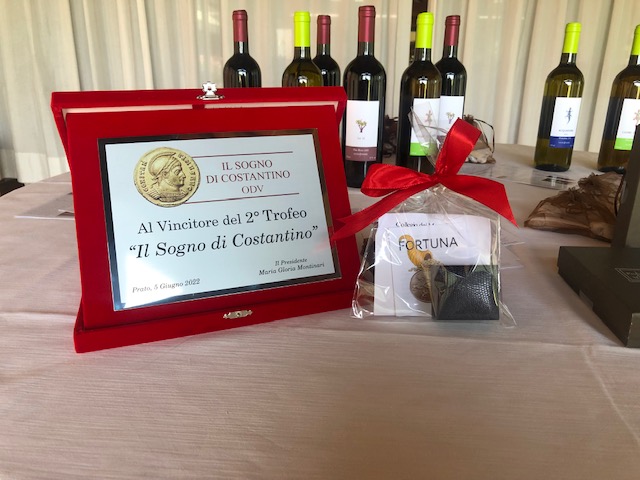 IL SOGNO
DI COSTANTINO
ODV
Al Vincitore del 2° Trofeo
“Il Sogno di Costantino”
Il Presidente
Maria Gloria Montinari
Prato, 5 Giugno 2022
FORTUNA